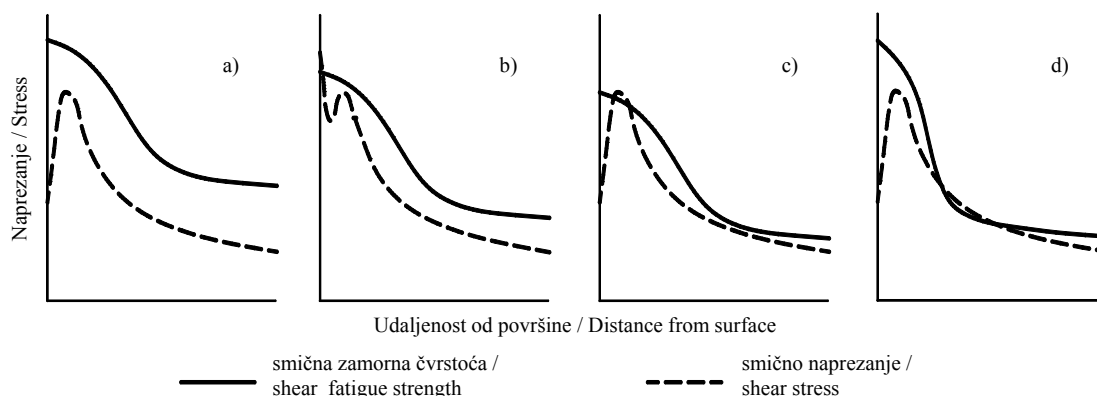 a)
b)
c)
d)
Naprezanje / Stress
Udaljenost od površine / Distance from surface
smična zamorna čvrstoća /
shear fatigue strength
smično naprezanje /
shear stress